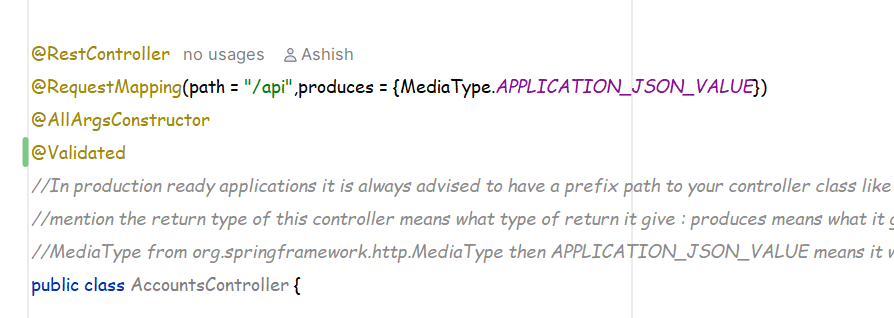 @RestController no usages Ashish
@RequestMapping(path = "/api",produces = {MediaType.APPLICATION_JSON_VALUE})
@AllArgsConstructor
@Validated
//In production ready applications it is always advised to have a prefix path to your controller class like
//mention the return type of this controller means what type of return it give : produces means what it
//MediaType from org.springframework.http.MediaType then APPLICATION_JSON_VALUE means it
public class AccountsController {